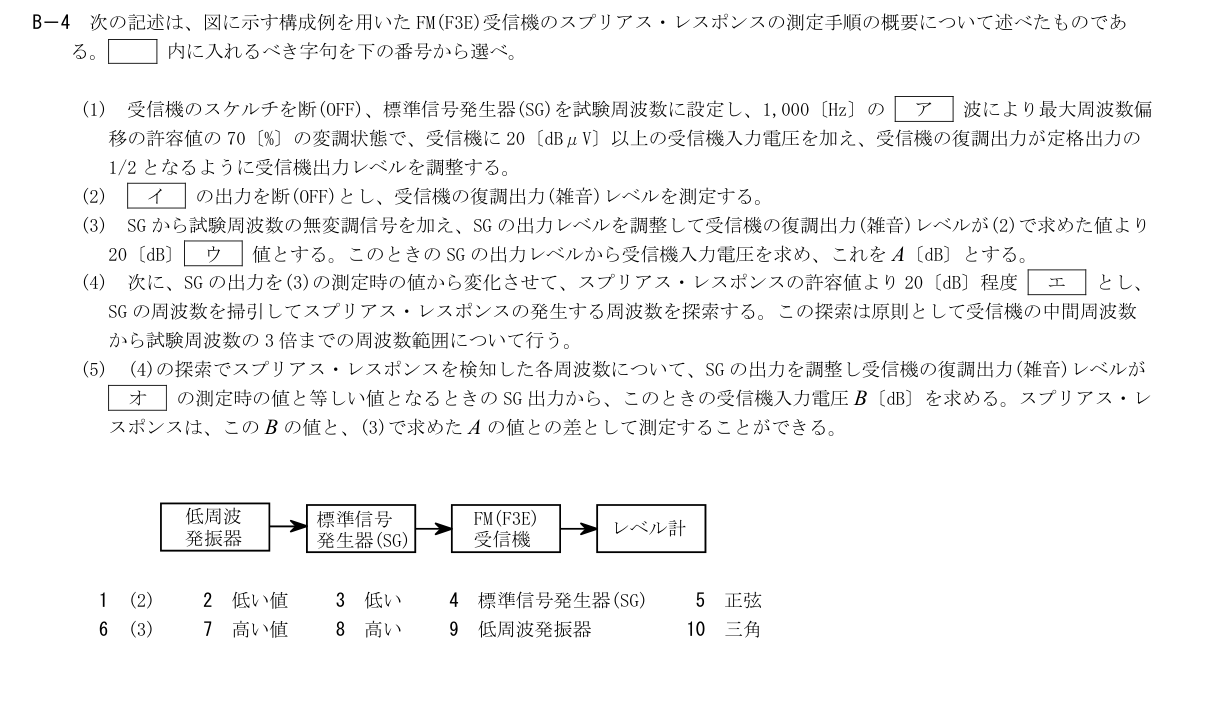 B－4 次の記述は、図に示す構成例を用いた FM(F3E)受信機のスプリアス・レスポンスの測定手順の概要について述べたものであ
る。 内に入れるべき字句を下の番号から選べ。
(1) 受信機のスケルチを断(OFF)、標準信号発生器(SG)を試験周波数に設定し、1,000〔Hz〕の ア 波により最大周波数偏
移の許容値の 70〔%〕の変調状態で、受信機に 20〔dBμV〕以上の受信機入力電圧を加え、受信機の復調出力が定格出力の
1/2 となるように受信機出力レベルを調整する。
(2) イ の出力を断(OFF)とし、受信機の復調出力(雑音)レベルを測定する。
(3) SG から試験周波数の無変調信号を加え、SG の出力レベルを調整して受信機の復調出力(雑音)レベルが(2)で求めた値より
20〔dB〕 ウ 値とする。このときの SG の出力レベルから受信機入力電圧を求め、これを A〔dB〕とする。
(4) 次に、SG の出力を(3)の測定時の値から変化させて、スプリアス・レスポンスの許容値より 20〔dB〕程度 エ とし、
SG の周波数を掃引してスプリアス・レスポンスの発生する周波数を探索する。この探索は原則として受信機の中間周波数
から試験周波数の 3 倍までの周波数範囲について行う。
(5) (4)の探索でスプリアス・レスポンスを検知した各周波数について、SG の出力を調整し受信機の復調出力(雑音)レベルが
オ の測定時の値と等しい値となるときの SG 出力から、このときの受信機入力電圧 B〔dB〕を求める。スプリアス・レ
スポンスは、この B の値と、(3)で求めた A の値との差として測定することができる。
低周波
発振器
標準信号
発生器(SG)
FM(F3E)
受信機
レベル計
1 (2) 2 低い値 3 低い 4 標準信号発生器(SG) 5 正弦
6 (3) 7 高い値 8 高い 9 低周波発振器 10 三角